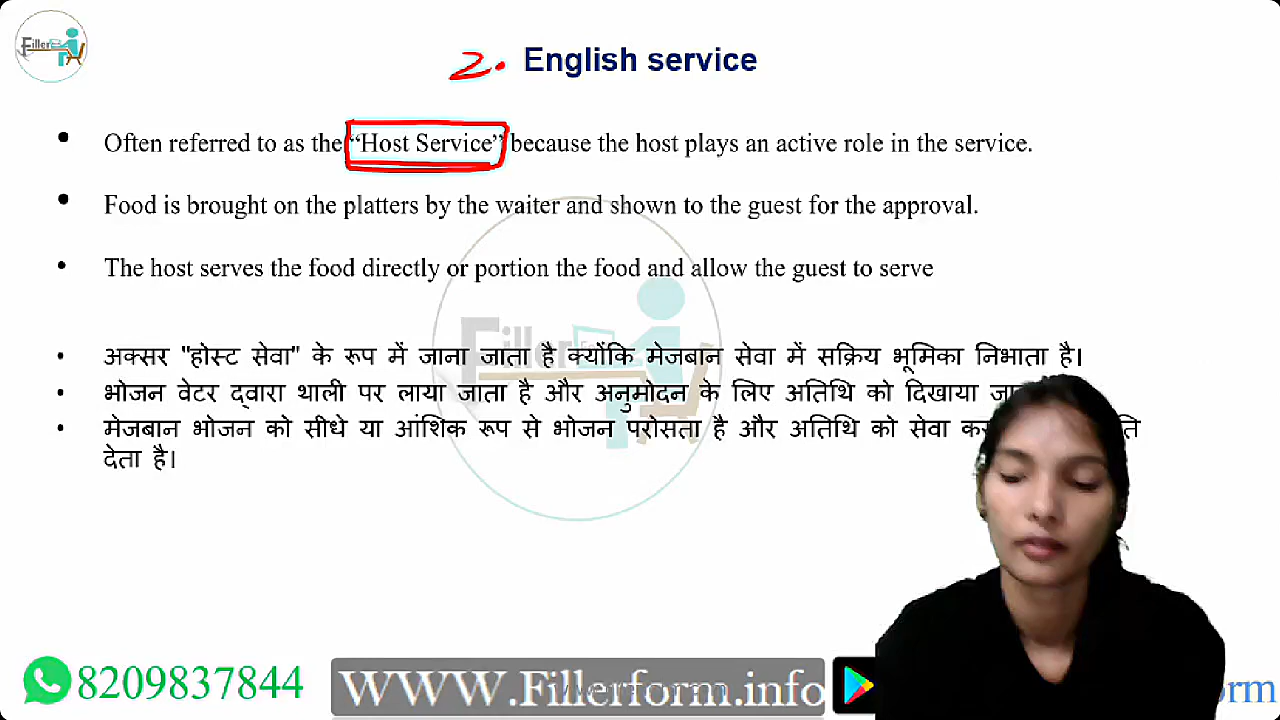 Filler
2. English service
• Often referred to as the “Host Service” because the host plays an active role in the service.
• Food is brought on the platters by the waiter and shown to the guest for the approval.
• The host serves the food directly or portion the food and allow the guest to serve
Filler
• अक्सर "होस्ट सेवा" के रूप में जाना जाता है क्योंकि मेजबान सेवा में सक्रिय भूमिका निभाता है।
• भोजन वेटर द्वारा थाली पर लाया जाता है और अनुमोदन के लिए अतिथि को दिखाया
• मेजबान भोजन को सीधे या आंशिक रूप से भोजन परोसता है और अतिथि को सेवा
देता है।
8209837844 WWW.Fillerform.info